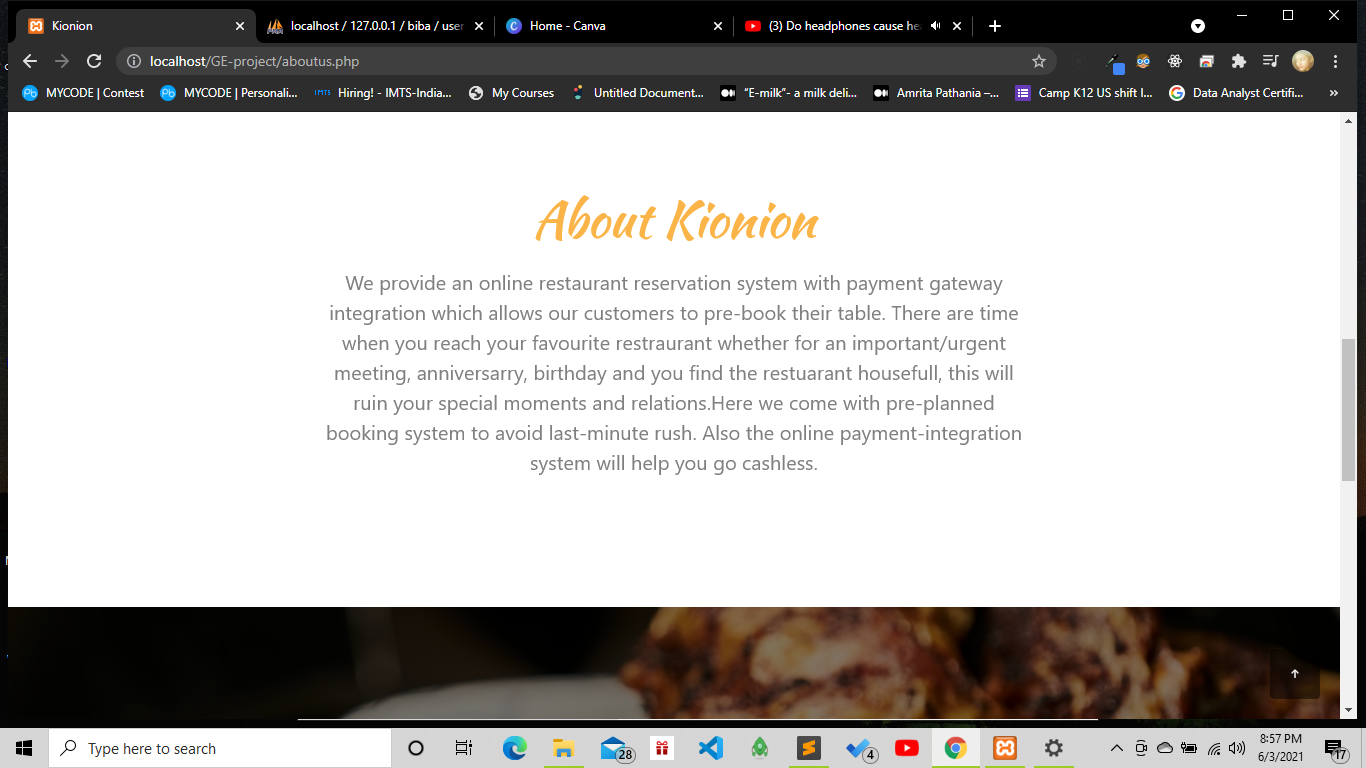 Kionion
localhost / 127.0.0.1 / biba / user
Home - Canva
(3) Do headphones cause hea
localhost/GE-project/aboutus.php
MYCODE | Contest
MYCODE | Personali...
IMTS
Hiring! - IMTS-India...
My Courses
Untitled Document...
“E-milk”- a milk deli...
Amrita Pathania –...
Camp K12 US shift I...
Data Analyst Certifi...
»
About Kionion
We provide an online restaurant reservation system with payment gateway
integration which allows our customers to pre-book their table. There are time
when you reach your favourite restraurant whether for an important/urgent
meeting, anniversarry, birthday and you find the restuarant housefull, this will
ruin your special moments and relations.Here we come with pre-planned
booking system to avoid last-minute rush. Also the online payment-integration
system will help you go cashless.
Type here to search
28
4
8:57 PM
6/3/2021
17